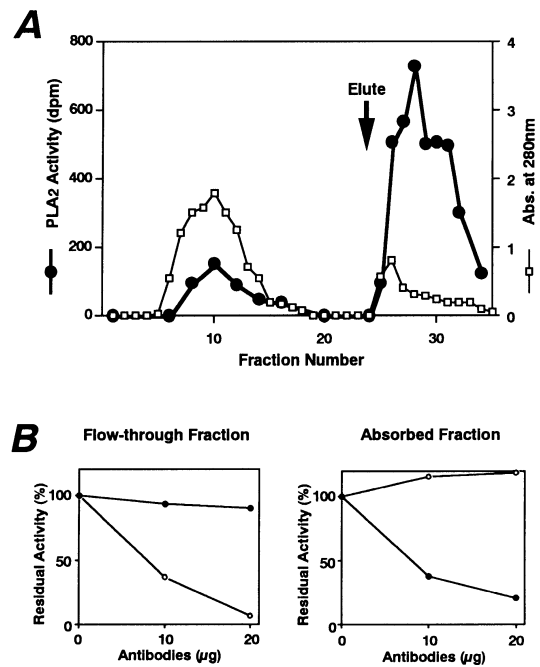 A
800
600
400
200
0
PLA2 Activity (dpm)
Elute
4
3
2
1
0
Abs. at 280nm
10
20
30
Fraction Number
B
Flow-through Fraction
Residual Activity (%)
100
50
0
0
10
20
Antibodies (µg)
Absorbed Fraction
Residual Activity (%)
100
50
0
0
10
20
Antibodies (µg)